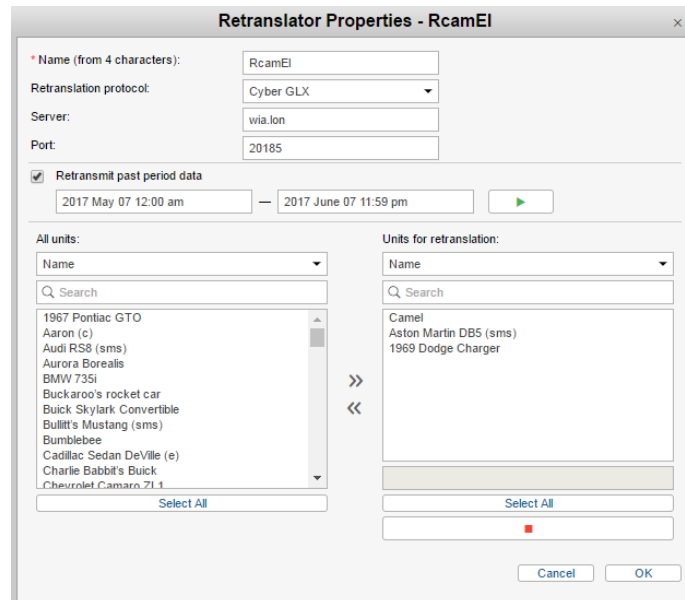 Retranslator Properties - RcamEl
* Name (from 4 characters): RcamEl
Retranslation protocol: Cyber GLX
Server: wia.lon
Port: 20185
Retransmit past period data
2017 May 07 12:00 am — 2017 June 07 11:59 pm
All units:
Name
Search
1967 Pontiac GTO
Aaron (c)
Audi RS8 (sms)
Aurora Borealis
BMW 735i
Buckaroo's rocket car
Buick Skylark Convertible
Bullitt's Mustang (sms)
Bumblebee
Cadillac Sedan DeVille (e)
Charlie Babbit's Buick
Chevrolet Camaro ZL1
Select All
Units for retranslation:
Name
Search
Camel
Aston Martin DB5 (sms)
1969 Dodge Charger
Select All
Cancel OK